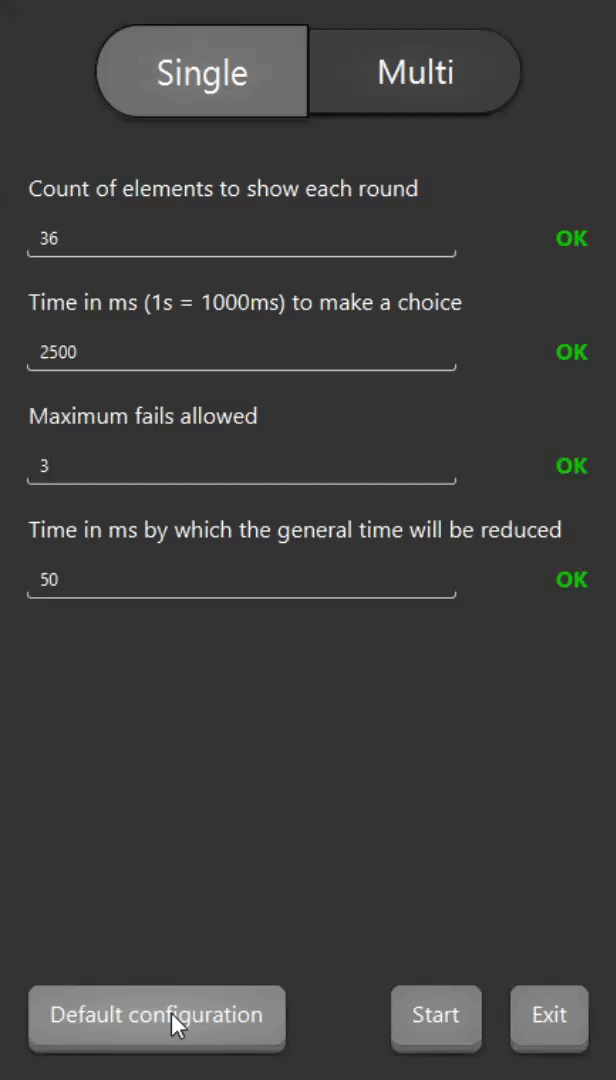 Single Multi
Count of elements to show each round
36 OK
Time in ms (1s = 1000ms) to make a choice
2500 OK
Maximum fails allowed
3 OK
Time in ms by which the general time will be reduced
50 OK
Default configuration Start Exit